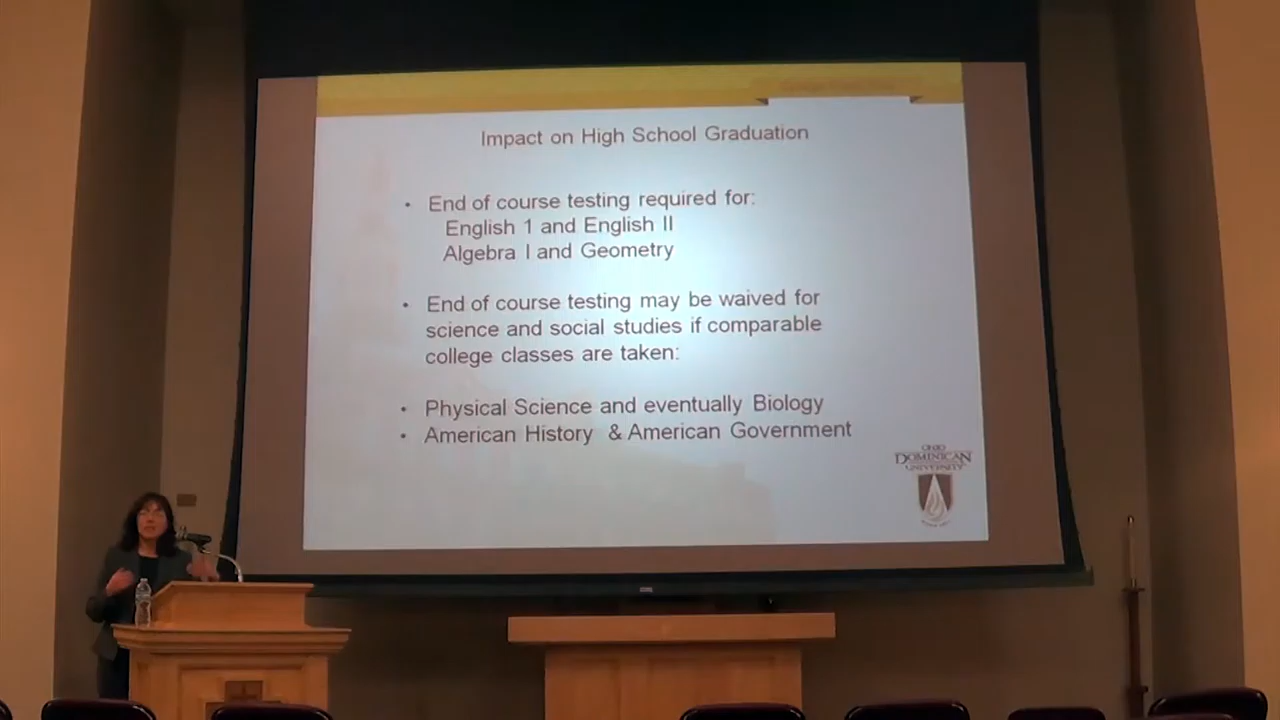 Impact on High School Graduation
• End of course testing required for:
English 1 and English II
Algebra I and Geometry
• End of course testing may be waived for
science and social studies if comparable
college classes are taken:
• Physical Science and eventually Biology
• American History & American Government
OHIO
DOMINICAN
UNIVERSITY